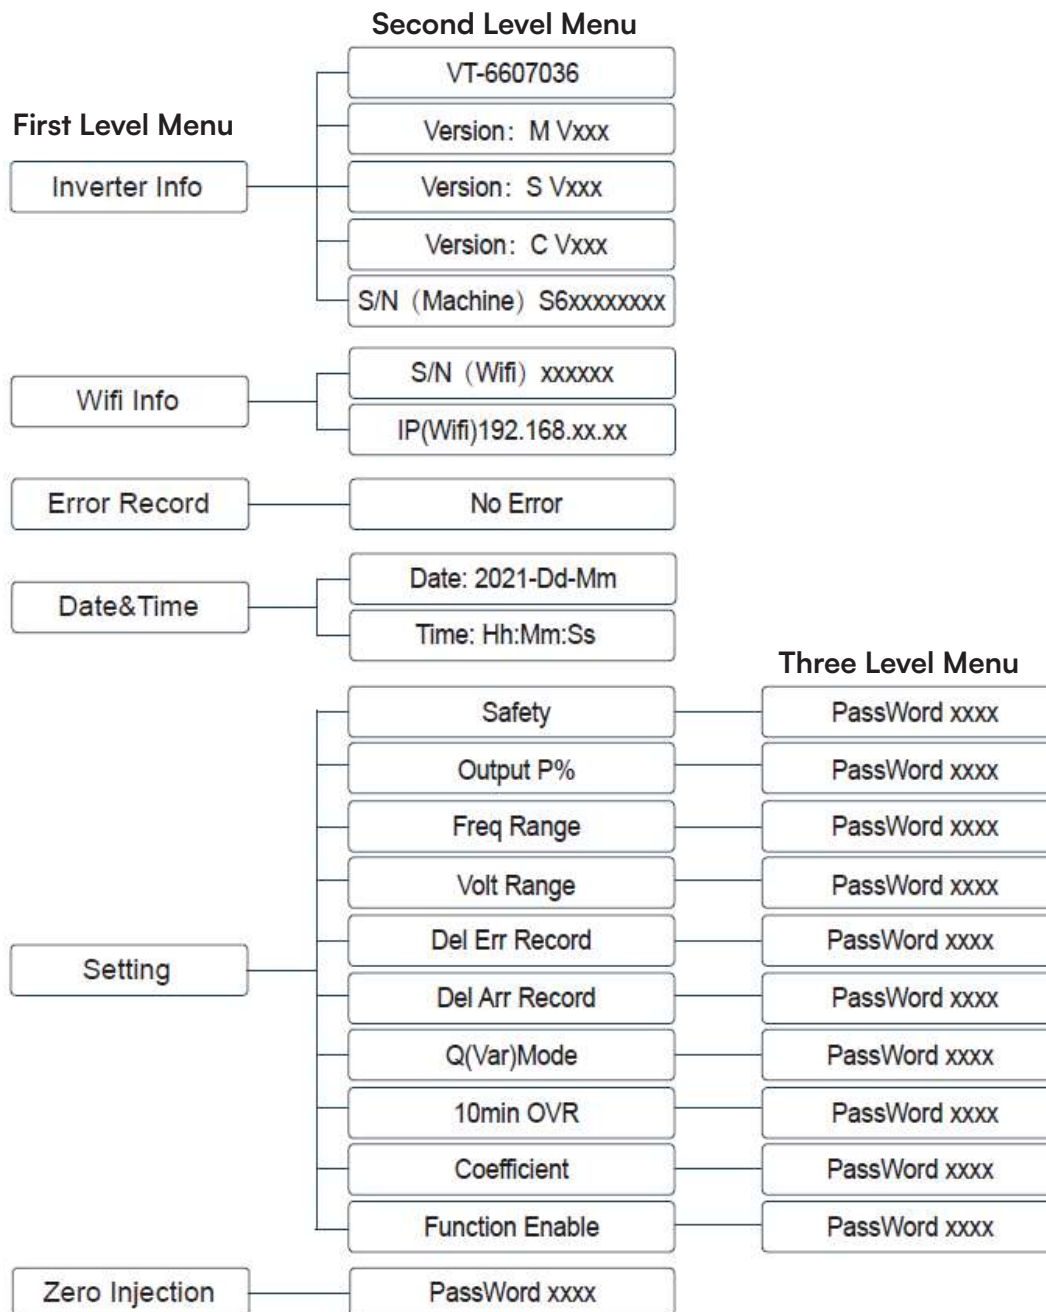 Second Level Menu
VT-6607036
First Level Menu
Version： M Vxxx
Inverter Info
Version： S Vxxx
Version： C Vxxx
S/N（Machine）S6xxxxxxxx
Wifi Info
S/N（Wifi）xxxxxx
IP(Wifi)192.168.xx.xx
Error Record
No Error
Date&Time
Date: 2021-Dd-Mm
Time: Hh:Mm:Ss
Three Level Menu
Setting
Safety
PassWord xxxx
Output P%
PassWord xxxx
Freq Range
PassWord xxxx
Volt Range
PassWord xxxx
Del Err Record
PassWord xxxx
Del Arr Record
PassWord xxxx
Q(Var)Mode
PassWord xxxx
10min OVR
PassWord xxxx
Coefficient
PassWord xxxx
Function Enable
PassWord xxxx
Zero Injection
PassWord xxxx